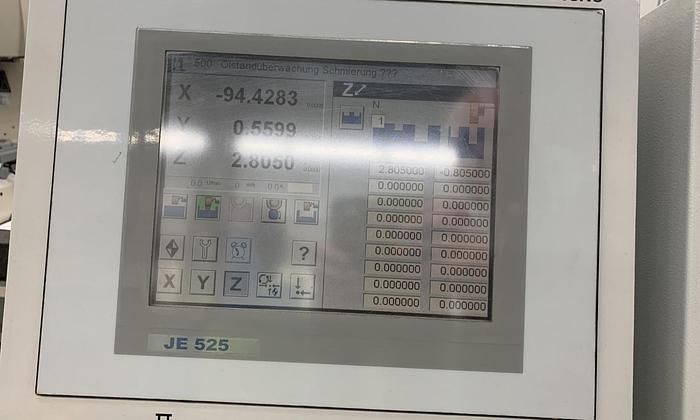 500 Ölstandüberwachung Schmierung ???
X -94.4283
Y 0.5599
Z 2.8050
Z
N
1
2.805000 -0.805000
0.000000 0.000000
0.000000 0.000000
0.000000 0.000000
0.000000 0.000000
0.000000 0.000000
0.000000 0.000000
0.000000 0.000000
0.000000 0.000000
?
X Y Z
JE 525